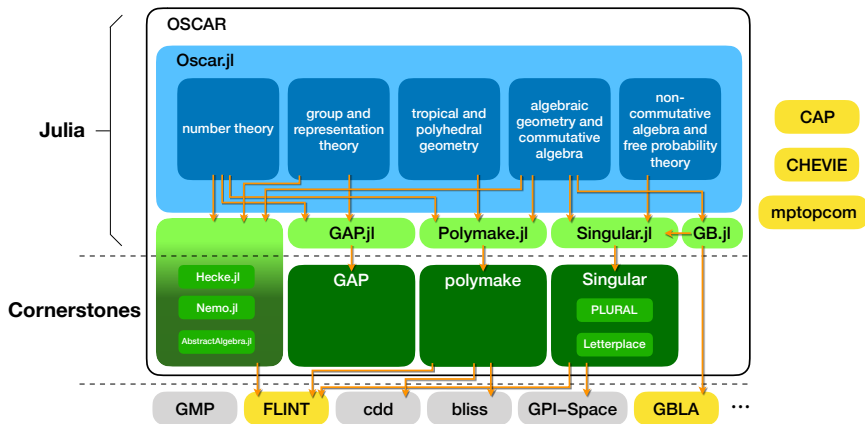 OSCAR
Oscar.jl
number theory
group and
representation
theory
tropical and
polyhedral
geometry
algebraic
geometry and
commutative
algebra
non-
commutative
algebra and
free probability
theory
Julia
CAP
CHEVIE
mptopcom
GAP.jl
Polymake.jl
Singular.jl
GB.jl
Cornerstones
Hecke.jl
Nemo.jl
AbstractAlgebra.jl
GAP
polymake
Singular
PLURAL
Letterplace
GMP
FLINT
cdd
bliss
GPI-Space
GBLA
...